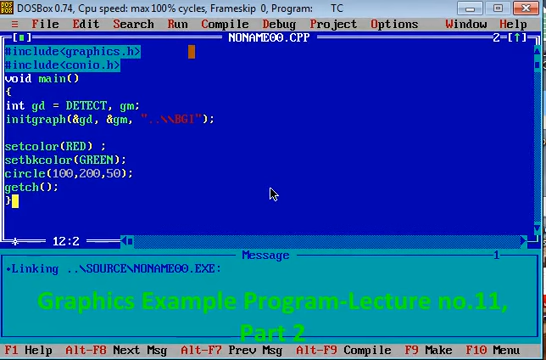 DOSBox 0.74, Cpu speed: max 100% cycles, Frameskip 0, Program: TC
File Edit Search Run Compile Debug Project Options Window Help
[■] NONAME00.CPP 2=[↑]
#include<graphics.h>
#include<conio.h>
void main()
{
int gd = DETECT, gm;
initgraph(&gd, &gm, "..\\BGI");
setcolor(RED) ;
setbkcolor(GREEN);
circle(100,200,50);
getch();
}
12:2
Message 1
•Linking ..\SOURCE\NONAME00.EXE:
Graphics Example Program-Lecture no.11,
Part 2
F1 Help Alt-F8 Next Msg Alt-F7 Prev Msg Alt-F9 Compile F9 Make F10 Menu